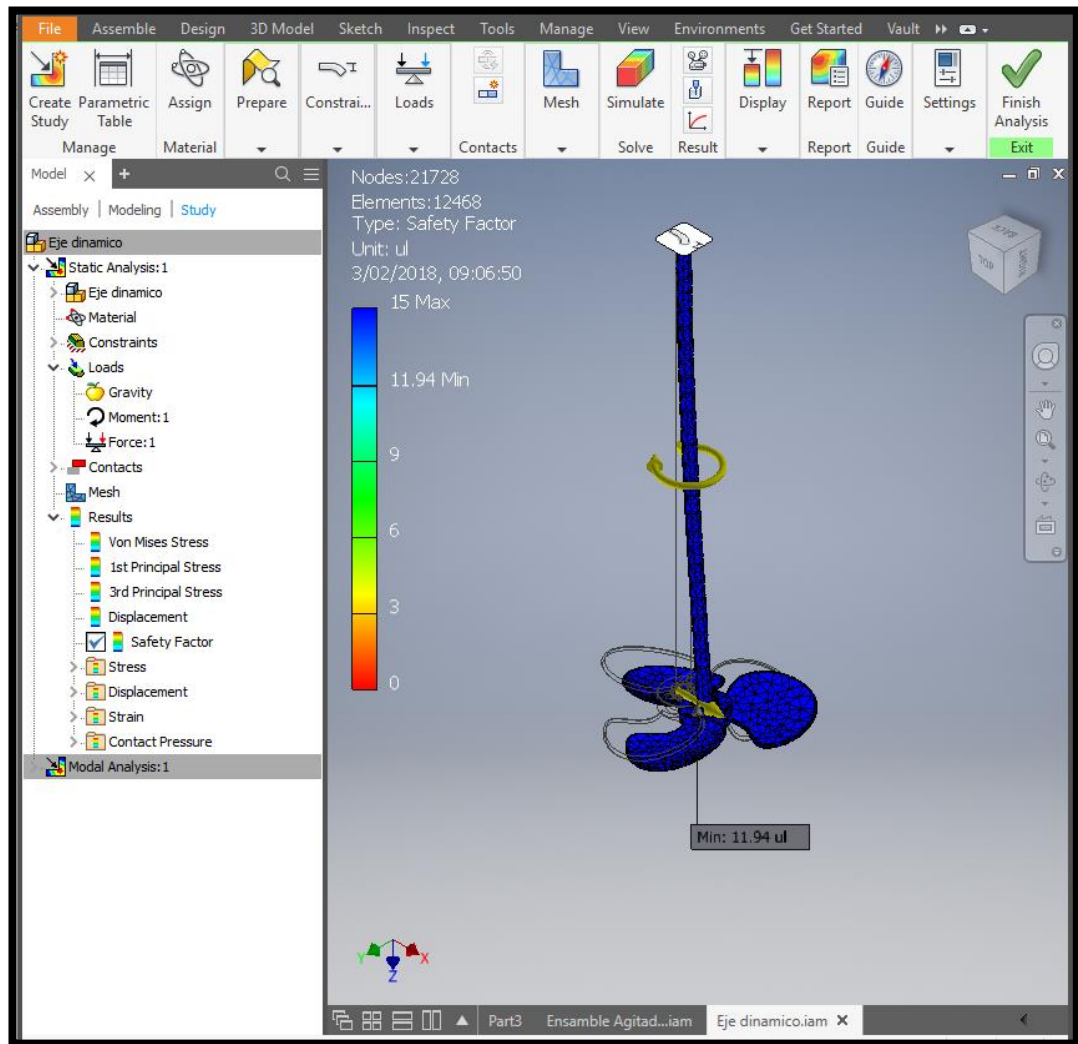 File Assemble Design 3D Model Sketch Inspect Tools Manage View Environments Get Started Vault
Create Study Parametric Table Assign Prepare Constrai... Loads Mesh Simulate Display Report Guide Settings Finish Analysis
Manage Material Contacts Solve Result Report Guide Exit
Model
Assembly | Modeling | Study
Eje dinamico
Static Analysis:1
Eje dinamico
Material
Constraints
Loads
Gravity
Moment:1
Force:1
Contacts
Mesh
Results
Von Mises Stress
1st Principal Stress
3rd Principal Stress
Displacement
Safety Factor
Stress
Displacement
Strain
Contact Pressure
Modal Analysis:1
Nodes:21728
Elements:12468
Type: Safety Factor
Unit: ul
3/02/2018, 09:06:50
15 Max
11.94 Min
9
6
3
0
BACK
TOP
Min: 11.94 ul
Y X
Z
Part3 Ensamble Agitad...iam Eje dinamico.iam